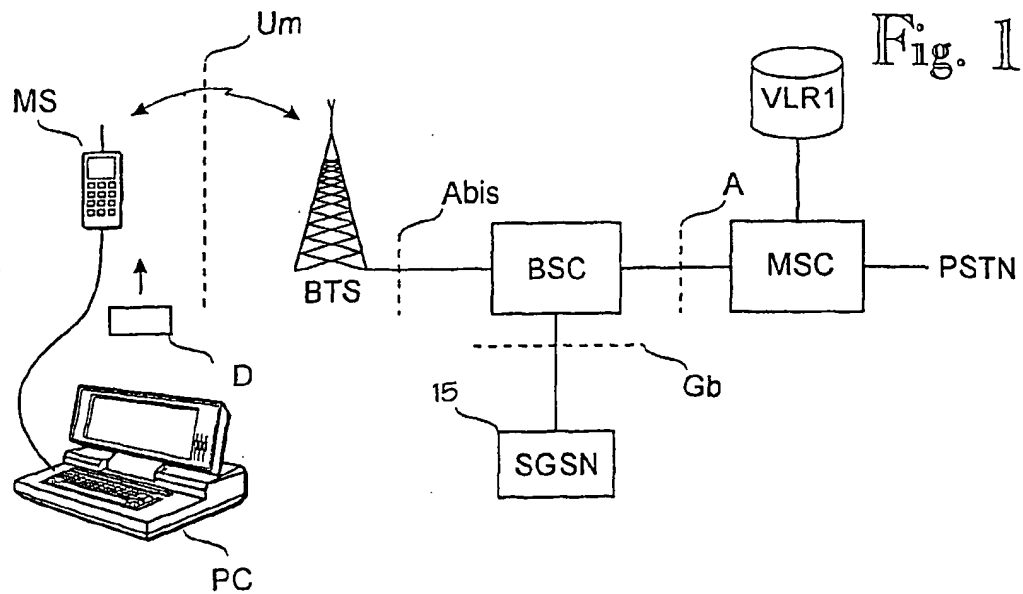 Um
Fig. 1
MS
VLR1
Abis
A
BTS
BSC
MSC
PSTN
D
Gb
15
SGSN
PC